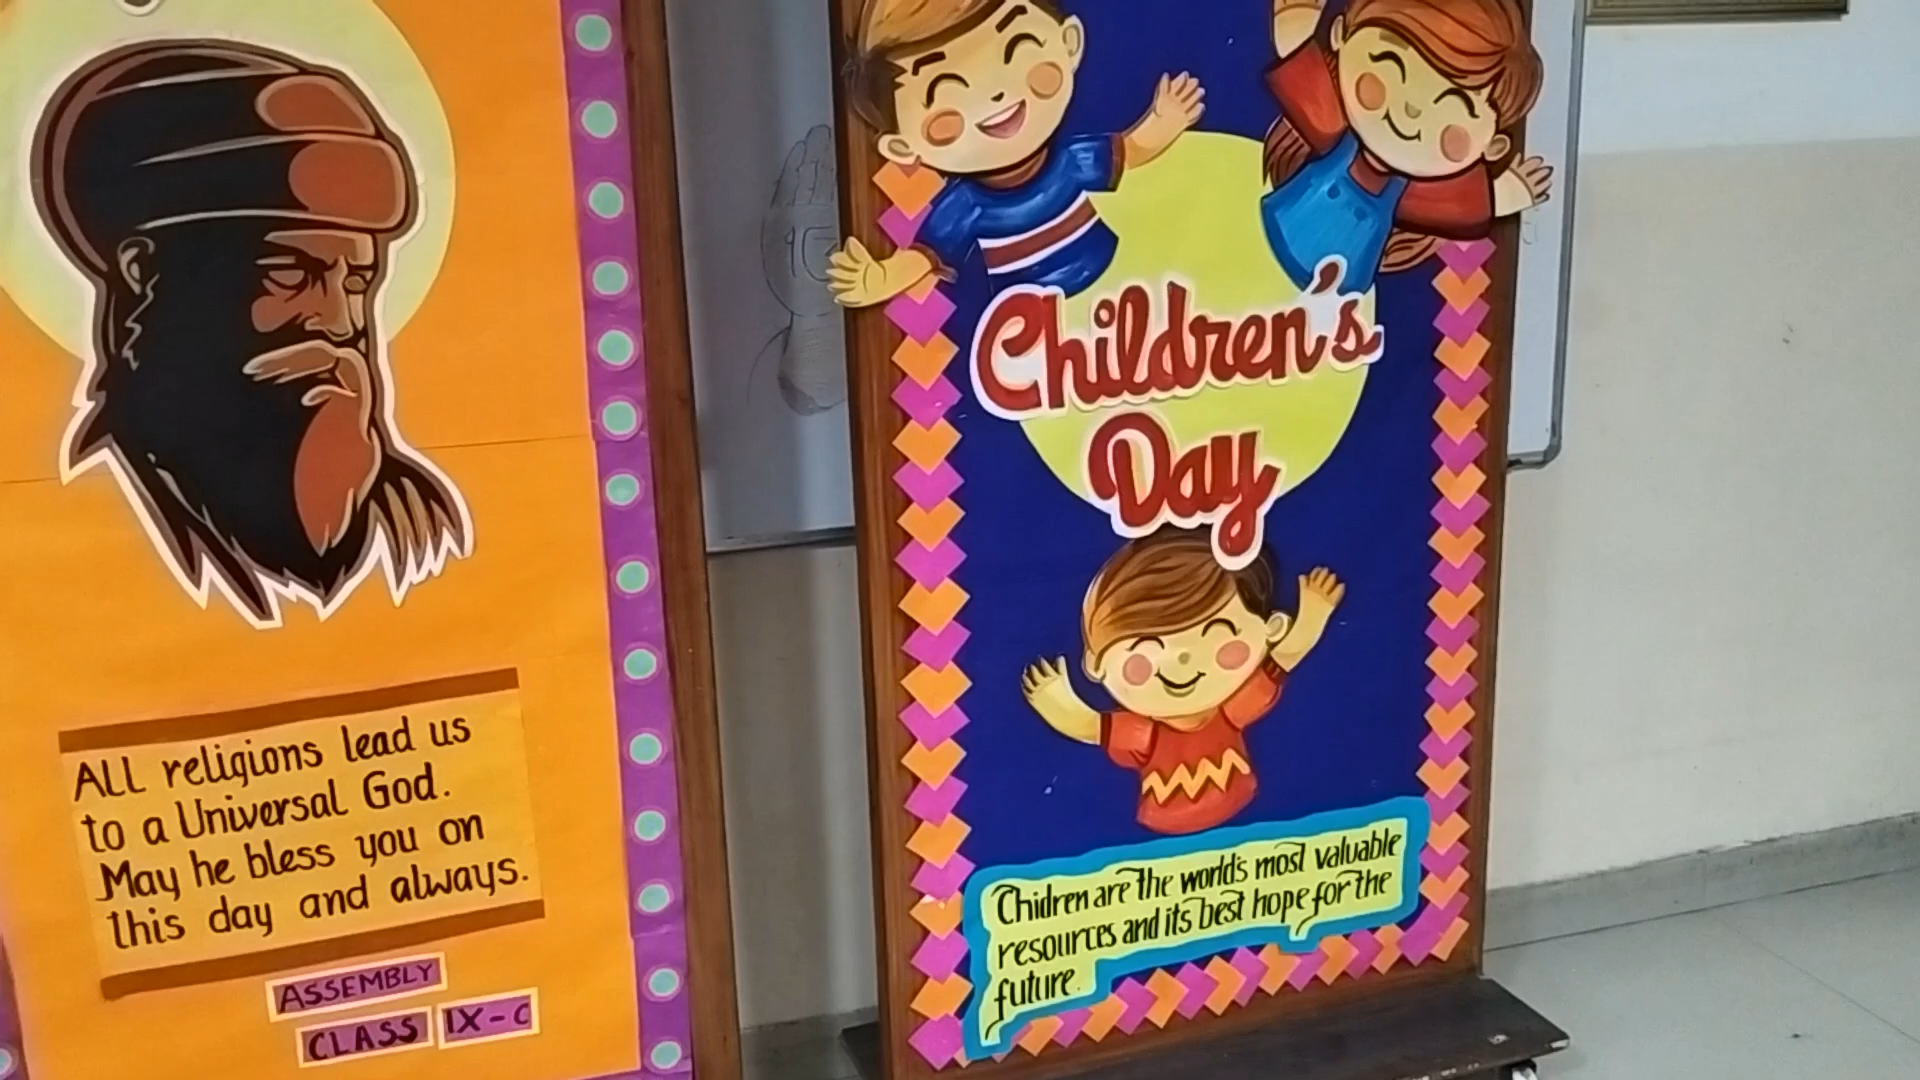 ALL religions lead us
to a Universal God.
May he bless you on
this day and always.
ASSEMBLY
CLASS IX-C
Children's
Day
Chidren are the world's most valuable
resources and its best hope for the
future.